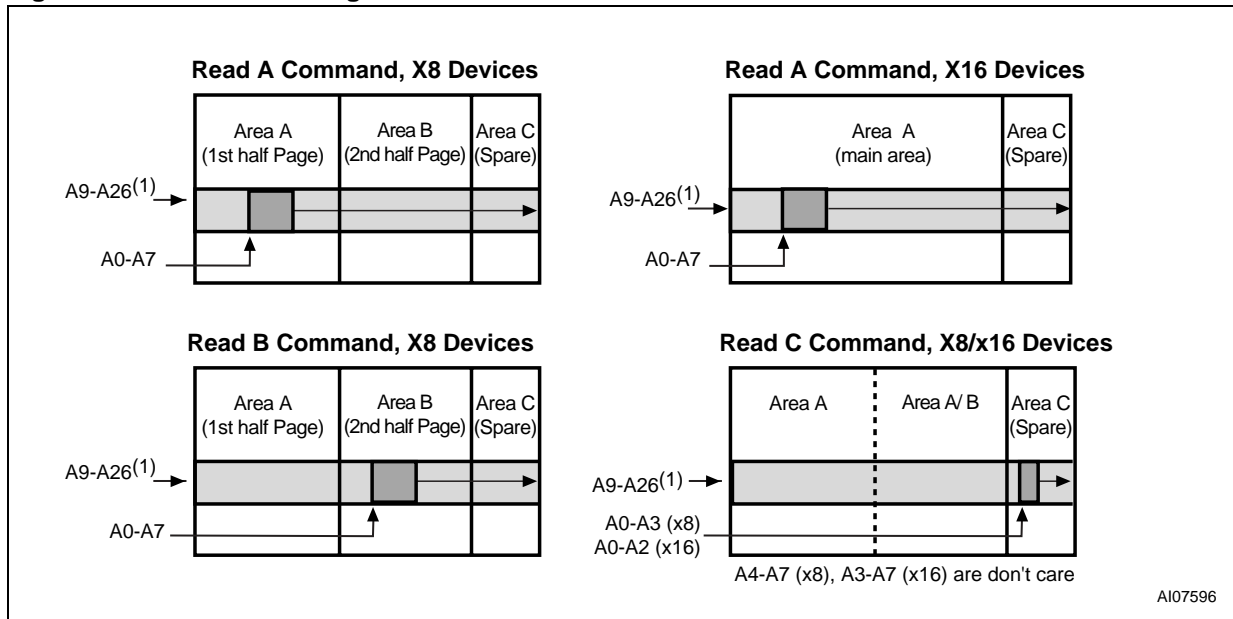 Read A Command, X8 Devices
Area A
(1st half Page)
Area B
(2nd half Page)
Area C
(Spare)
A9-A26(1)
A0-A7
Read A Command, X16 Devices
Area A
(main area)
Area C
(Spare)
A9-A26(1)
A0-A7
Read B Command, X8 Devices
Area A
(1st half Page)
Area B
(2nd half Page)
Area C
(Spare)
A9-A26(1)
A0-A7
Read C Command, X8/x16 Devices
Area A
Area A/ B
Area C
(Spare)
A9-A26(1)
A0-A3 (x8)
A0-A2 (x16)
A4-A7 (x8), A3-A7 (x16) are don't care
AI07596